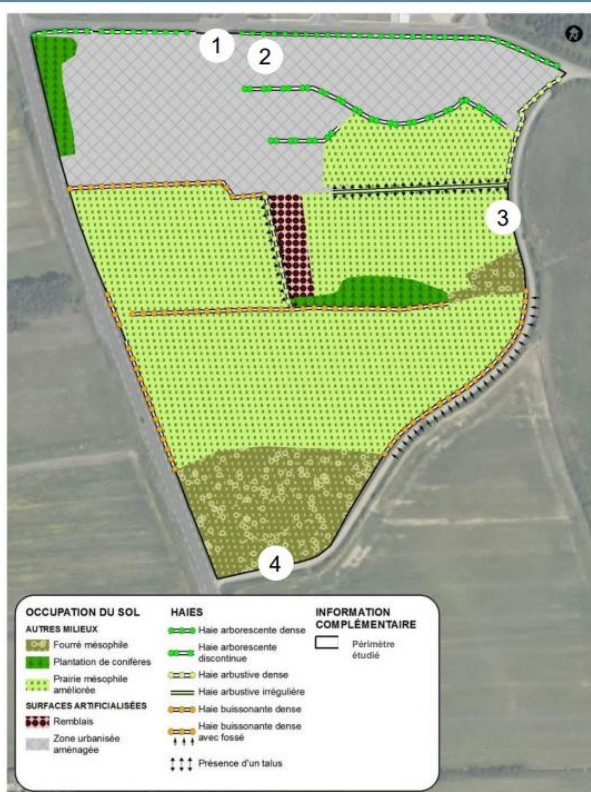 1
2
N
3
4
OCCUPATION DU SOL
AUTRES MILIEUX
Fourré mésophile
Plantation de conifères
Prairie mésophile
améliorée
SURFACES ARTIFICIALISÉES
Remblais
Zone urbanisée
aménagée
HAIES
Haie arborescente dense
Haie arborescente
discontinue
Haie arbustive dense
Haie arbustive irrégulière
Haie buissonante dense
Haie buissonante dense
avec fossé
Présence d'un talus
INFORMATION
COMPLÉMENTAIRE
Périmètre
étudié